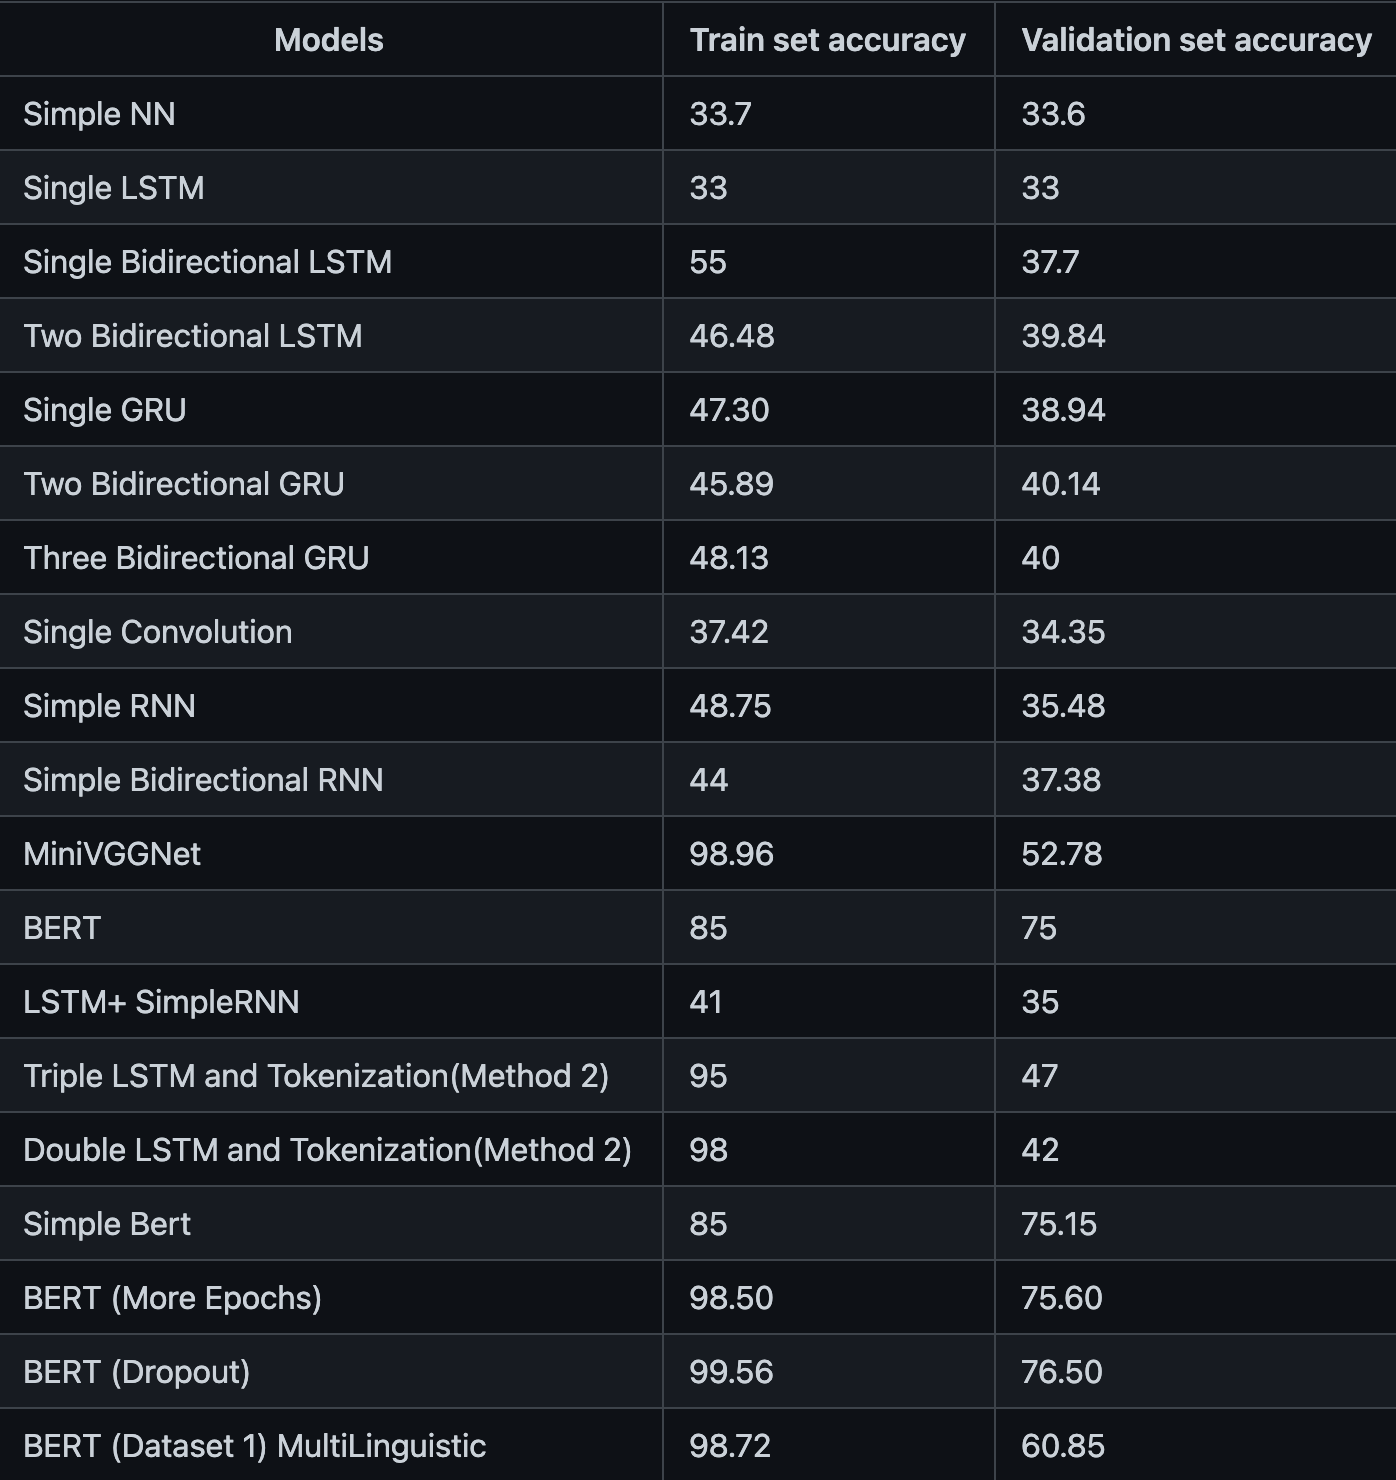 Models Train set accuracy Validation set accuracy
Simple NN 33.7 33.6
Single LSTM 33 33
Single Bidirectional LSTM 55 37.7
Two Bidirectional LSTM 46.48 39.84
Single GRU 47.30 38.94
Two Bidirectional GRU 45.89 40.14
Three Bidirectional GRU 48.13 40
Single Convolution 37.42 34.35
Simple RNN 48.75 35.48
Simple Bidirectional RNN 44 37.38
MiniVGGNet 98.96 52.78
BERT 85 75
LSTM+ SimpleRNN 41 35
Triple LSTM and Tokenization(Method 2) 95 47
Double LSTM and Tokenization(Method 2) 98 42
Simple Bert 85 75.15
BERT (More Epochs) 98.50 75.60
BERT (Dropout) 99.56 76.50
BERT (Dataset 1) MultiLinguistic 98.72 60.85